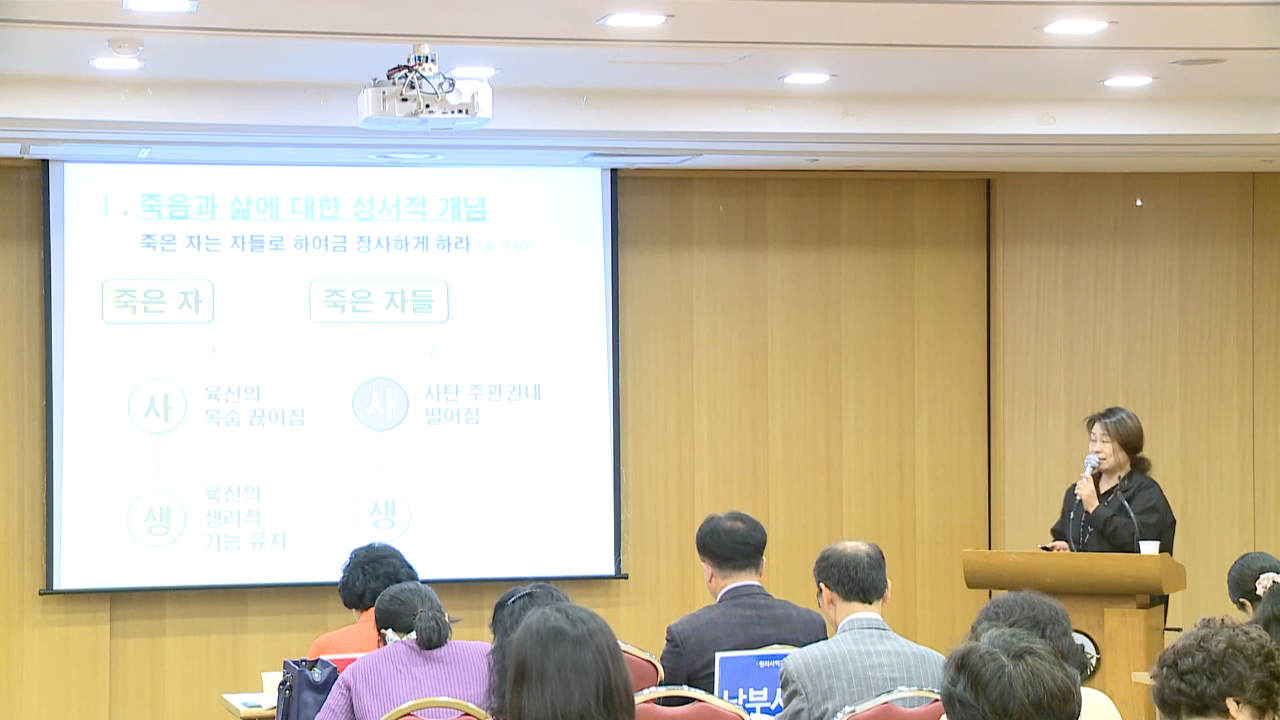 Ⅰ. 죽음과 삶에 대한 성서적 개념
죽은 자는 자들로 하여금 장사하게 하라
죽은 자
죽은 자들
1
2
사
육신의
목숨 끊어짐
사
사탄 주관권내
떨어짐
생
육신의
생리적
기능 유지
생